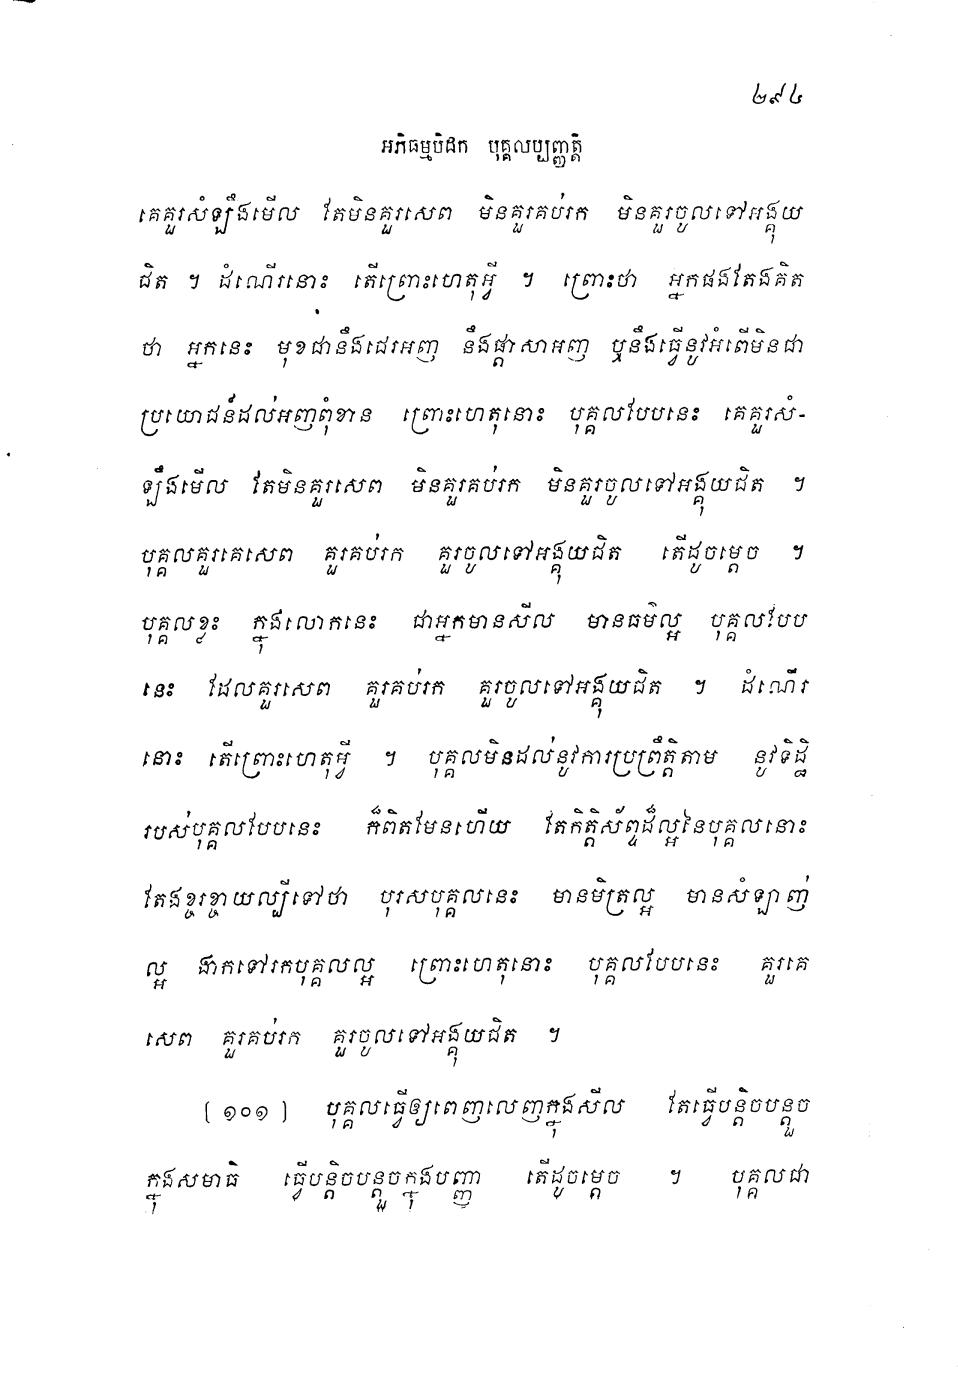 ២៩៤
អភិធម្មបិដក បុគ្គលប្បញ្ញត្តិ
គេគួរសំឡឹងមើល តែមិនគួរសេព មិនគួរគប់រក មិនគួរចូលទៅអង្គុយ
ជិត ។ ដំណើរនោះ តើព្រោះហេតុអ្វី ។ ព្រោះថា អ្នកផងតែងគិត
ថា អ្នកនេះ មុខជានឹងជេរអញ នឹងផ្តាសាអញ ឬនឹងធ្វើនូវអំពើមិនជា
ប្រយោជន៍ដល់អញពុំខាន ព្រោះហេតុនោះ បុគ្គលបែបនេះ គេគួរសំ-
ឡឹងមើល តែមិនគួរសេព មិនគួរគប់រក មិនគួរចូលទៅអង្គុយជិត ។
បុគ្គលគួរគេសេព គួរគប់រក គួរចូលទៅអង្គុយជិត តើដូចម្តេច ។
បុគ្គលខ្លះ ក្នុងលោកនេះ ជាអ្នកមានសីល មានធម៌ល្អ បុគ្គលបែប
នេះ ដែលគួរសេព គួរគប់រក គួរចូលទៅអង្គុយជិត ។ ដំណើរ
នោះ តើព្រោះហេតុអ្វី ។ បុគ្គលមិនដល់នូវការប្រព្រឹត្តិតាម នូវទិដ្ឋិ
របស់បុគ្គលបែបនេះ ក៏ពិតមែនហើយ តែកិត្តិស័ព្ទដ៏ល្អនៃបុគ្គលនោះ
តែងខ្ចរខ្ចាយល្បីទៅថា បុរសបុគ្គលនេះ មានមិត្រល្អ មានសំឡាញ់
ល្អ ងាកទៅរកបុគ្គលល្អ ព្រោះហេតុនោះ បុគ្គលបែបនេះ គួរគេ
សេព គួរគប់រក គួរចូលទៅអង្គុយជិត ។
[ ១០១ ] បុគ្គលធ្វើឲ្យពេញលេញក្នុងសីល តែធ្វើបន្តិចបន្តួច
ក្នុងសមាធិ ធ្វើបន្តិចបន្តួចក្នុងបញ្ញា តើដូចម្តេច ។ បុគ្គលជា